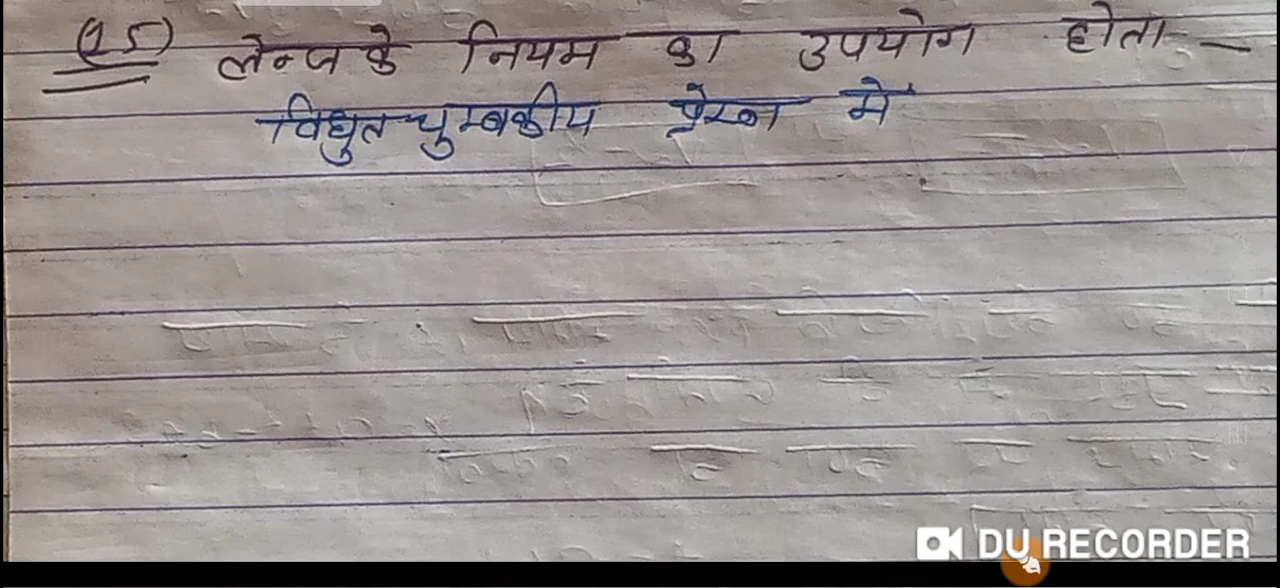 (15) लेन्ज के नियम का उपयोग होता —
विद्युत चुम्बकीय प्रेरण में
DU RECORDER